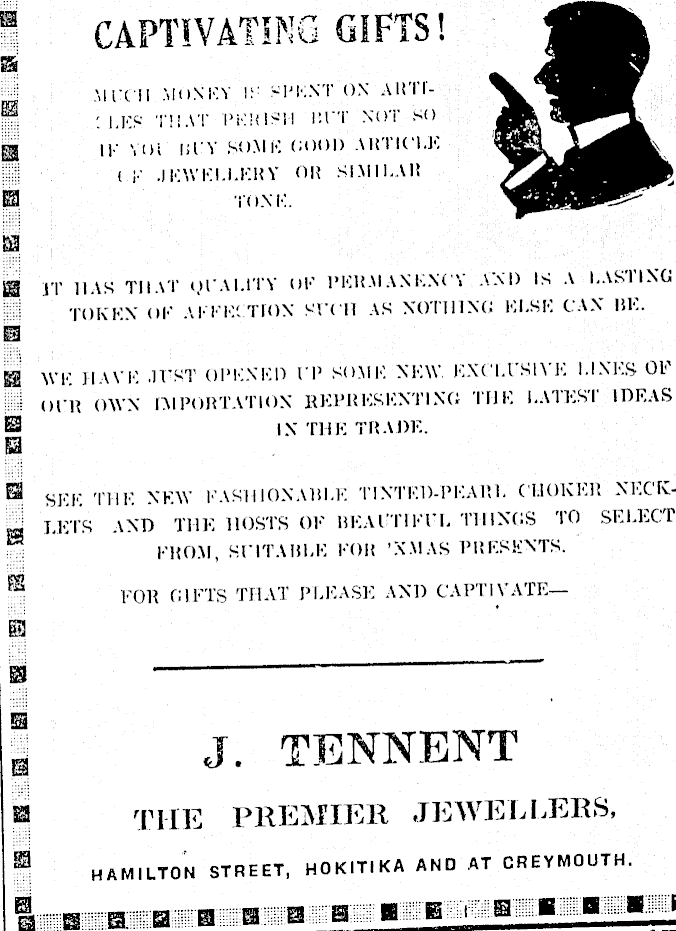 CAPTIVATING GIFTS!
MUCH MONEY IS SPENT ON ARTI-
CLES THAT PERISH BUT NOT SO
IF YOU BUY SOME GOOD ARTICLE
OF JEWELLERY OR SIMILAR
TONE.
IT HAS THAT QUALITY OF PERMANENCY AND IS A LASTING
TOKEN OF AFFECTION SUCH AS NOTHING ELSE CAN BE.
WE HAVE JUST OPENED UP SOME NEW EXCLUSIVE LINES OF
OUR OWN IMPORTATION REPRESENTING THE LATEST IDEAS
IN THE TRADE.
SEE THE NEW FASHIONABLE TINTED-PEARL CHOKER NECK-
LETS AND THE HOSTS OF BEAUTIFUL THINGS TO SELECT
FROM, SUITABLE FOR 'XMAS PRESENTS.
FOR GIFTS THAT PLEASE AND CAPTIVATE—
J. TENNENT
THE PREMIER JEWELLERS,
HAMILTON STREET, HOKITIKA AND AT GREYMOUTH.